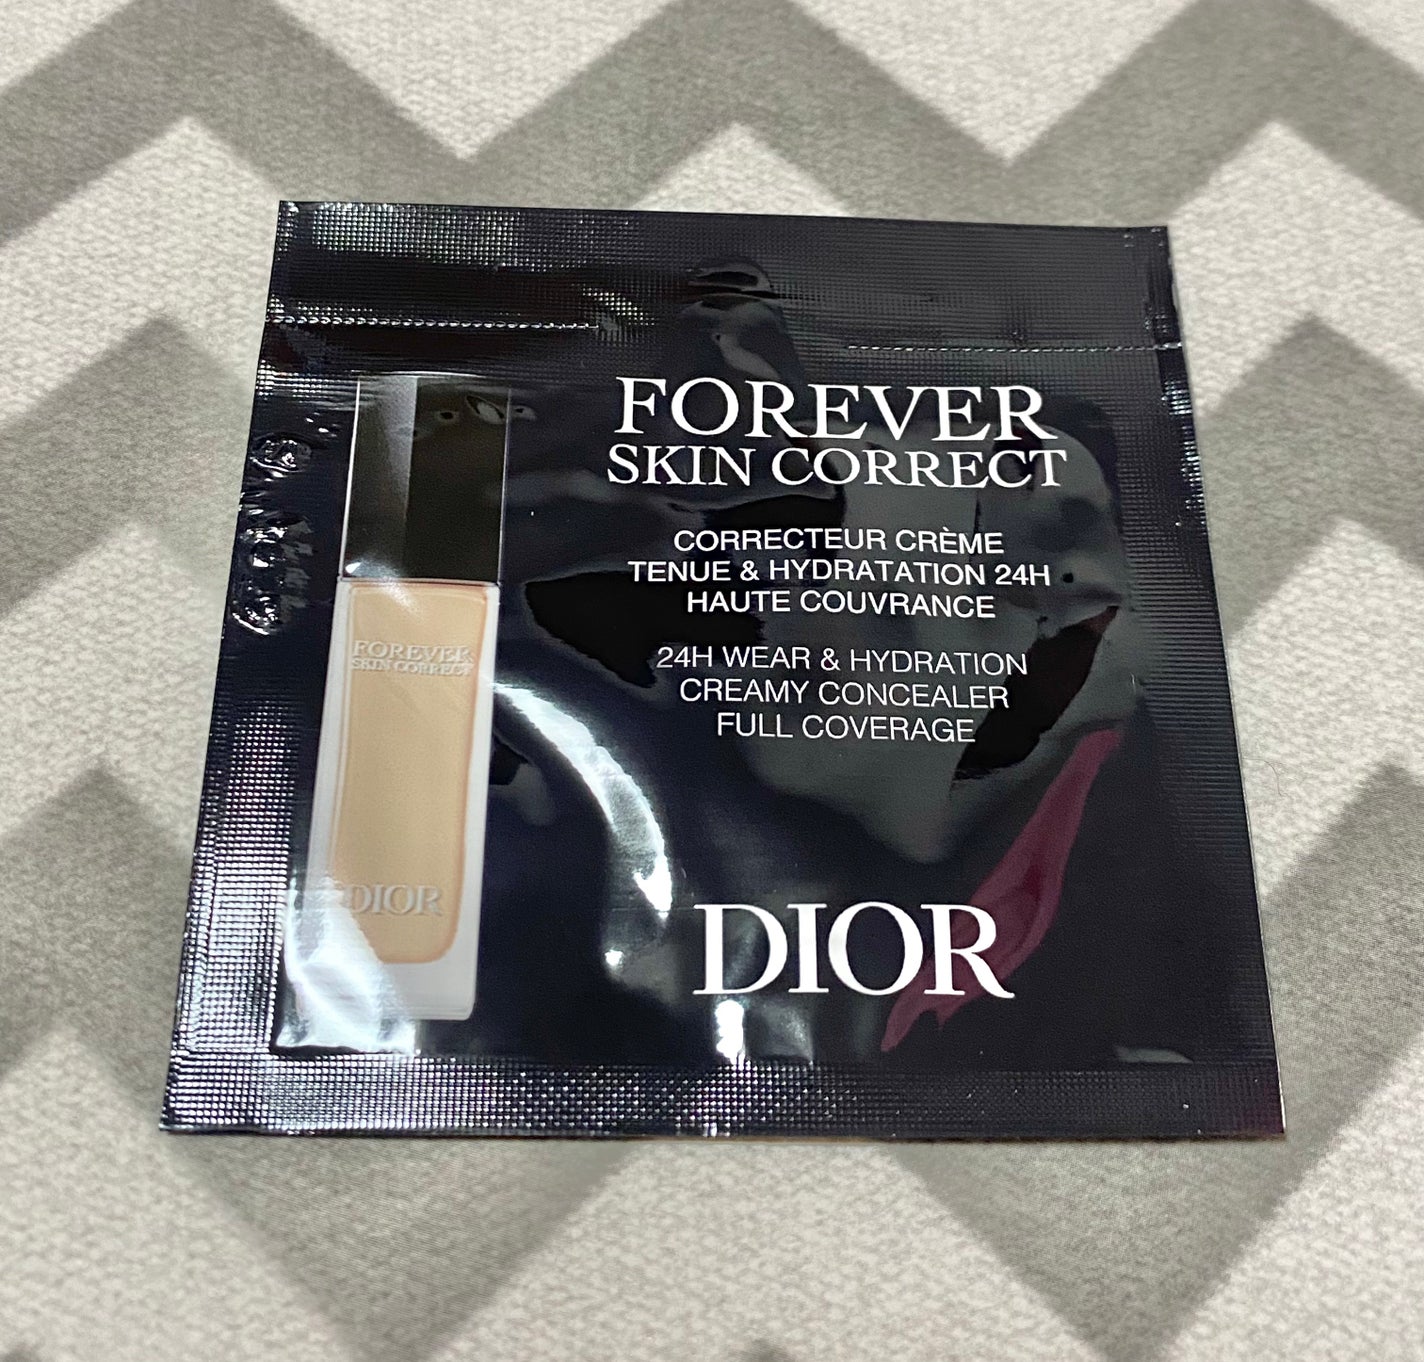 FOREVER
SKIN CORRECT
CORRECTEUR CRÈME
TENUE & HYDRATATION 24H
HAUTE COUVRANCE
24H WEAR & HYDRATION
CREAMY CONCEALER
FULL COVERAGE
DIOR
FOREVER
SKIN CORRECT
DIOR